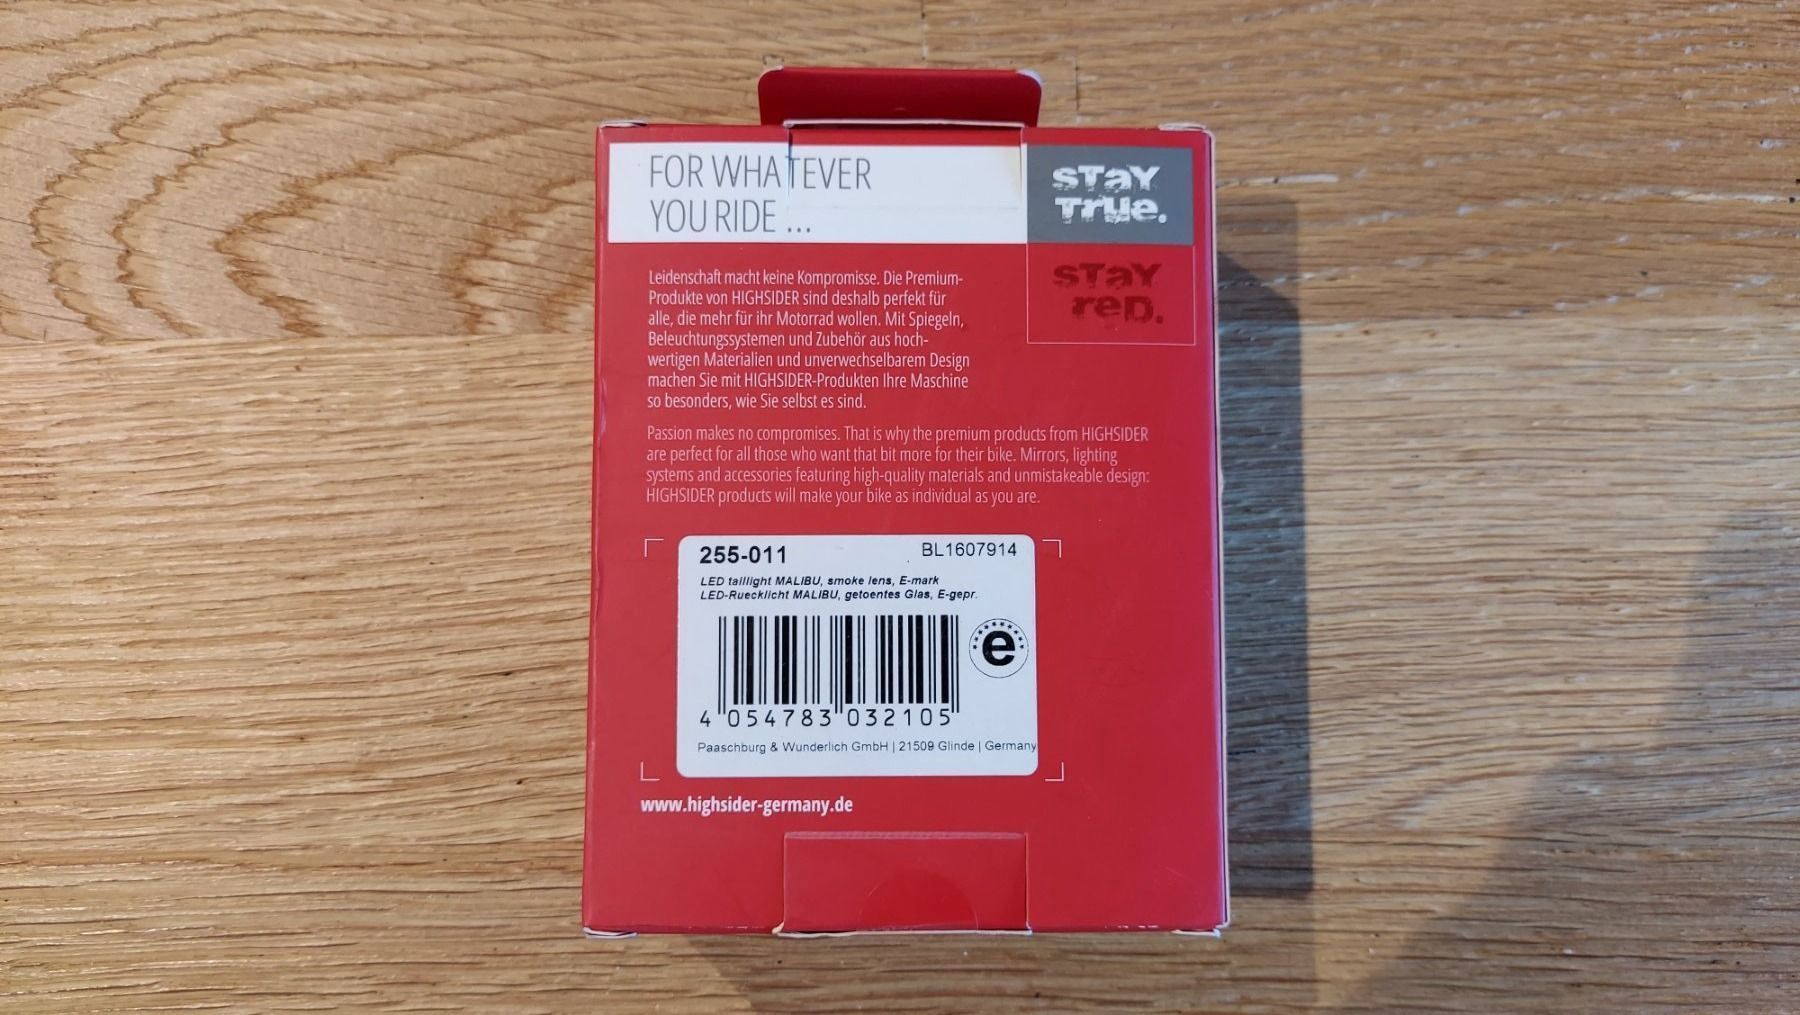 FOR WHATEVER
YOU RIDE ...
STaY
TrUe.
STaY
reD.
Leidenschaft macht keine Kompromisse. Die Premium-
Produkte von HIGHSIDER sind deshalb perfekt für
alle, die mehr für ihr Motorrad wollen. Mit Spiegeln,
Beleuchtungssystemen und Zubehör aus hoch-
wertigen Materialien und unverwechselbarem Design
machen Sie mit HIGHSIDER-Produkten Ihre Maschine
so besonders, wie Sie selbst es sind.
Passion makes no compromises. That is why the premium products from HIGHSIDER
are perfect for all those who want that bit more for their bike. Mirrors, lighting
systems and accessories featuring high-quality materials and unmistakeable design:
HIGHSIDER products will make your bike as individual as you are.
255-011 BL1607914
LED taillight MALIBU, smoke lens, E-mark
LED-Ruecklicht MALIBU, getoentes Glas, E-gepr.
e
4 054783 032105
Paaschburg & Wunderlich GmbH | 21509 Glinde | Germany
www.highsider-germany.de